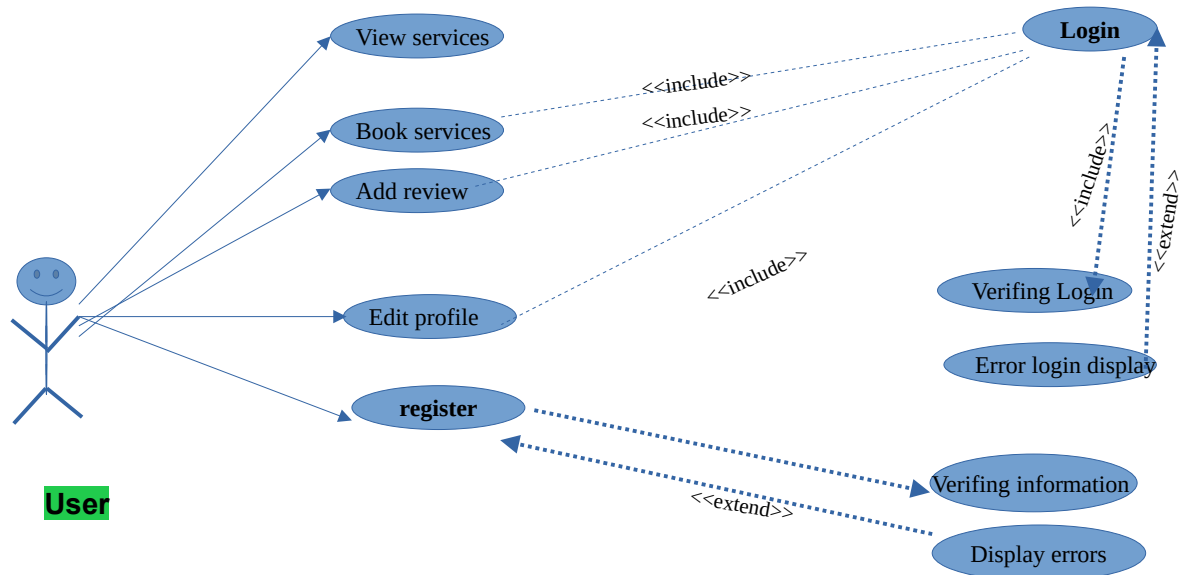 View services
Login
<<include>>
Book services
<<include>>
<<include>>
Add review
<<extend>>
<<include>>
Verifing Login
Edit profile
Error login display
register
Verifing information
User
<<extend>>
Display errors